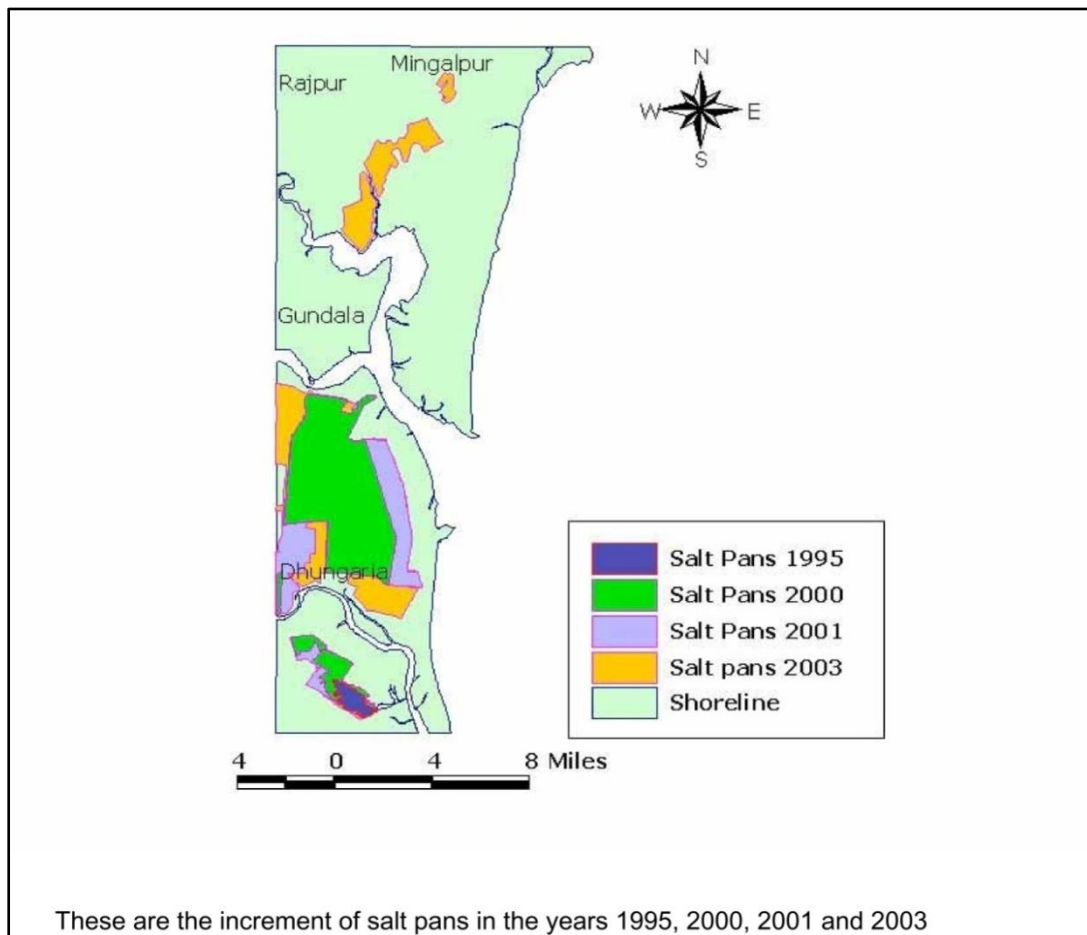 Mingalpur
Rajpur
N
W E
S
Gundala
Dhungaria
Salt Pans 1995
Salt Pans 2000
Salt Pans 2001
Salt pans 2003
Shoreline
4 0 4 8 Miles
These are the increment of salt pans in the years 1995, 2000, 2001 and 2003